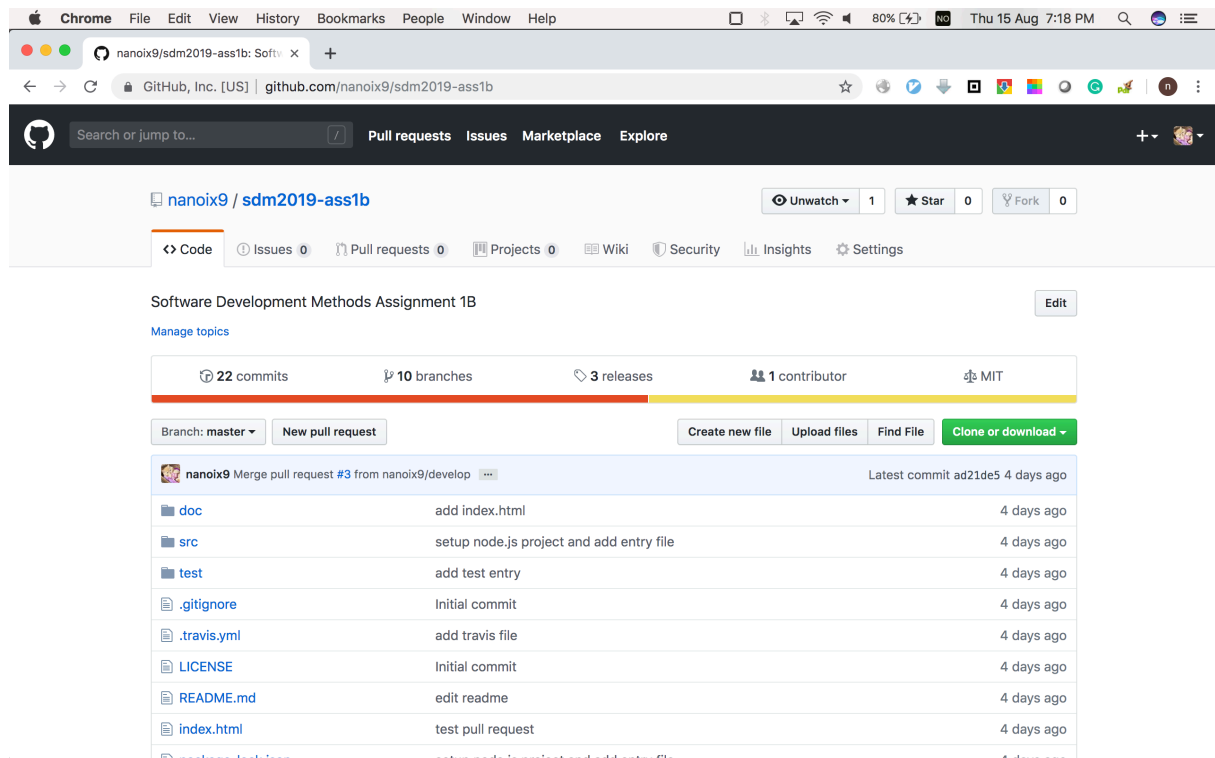 Chrome File Edit View History Bookmarks People Window Help 80% NO Thu 15 Aug 7:18 PM
nanoix9/sdm2019-ass1b: Softw
GitHub, Inc. [US] | github.com/nanoix9/sdm2019-ass1b n
Search or jump to... / Pull requests Issues Marketplace Explore
nanoix9 / sdm2019-ass1b Unwatch 1 Star 0 Fork 0
Code Issues 0 Pull requests 0 Projects 0 Wiki Security Insights Settings
Software Development Methods Assignment 1B Edit
Manage topics
22 commits 10 branches 3 releases 1 contributor MIT
Branch: master New pull request Create new file Upload files Find File Clone or download
nanoix9 Merge pull request #3 from nanoix9/develop ... Latest commit ad21de5 4 days ago
doc add index.html 4 days ago
src setup node.js project and add entry file 4 days ago
test add test entry 4 days ago
.gitignore Initial commit 4 days ago
.travis.yml add travis file 4 days ago
LICENSE Initial commit 4 days ago
README.md edit readme 4 days ago
index.html test pull request 4 days ago